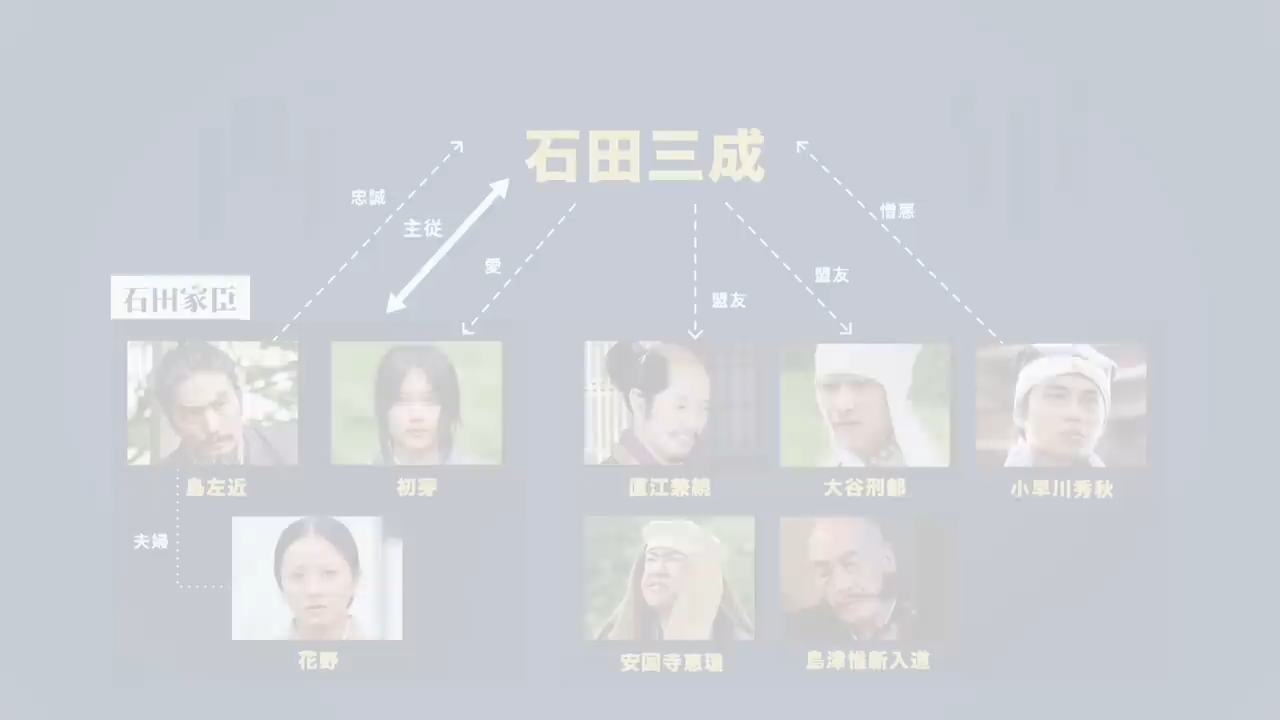 石田三成
忠誠
主従
愛
盟友
盟友
憎悪
石田家臣
島左近
初芽
直江兼続
大谷刑部
小早川秀秋
夫婦
花野
安国寺恵瓊
島津惟新入道